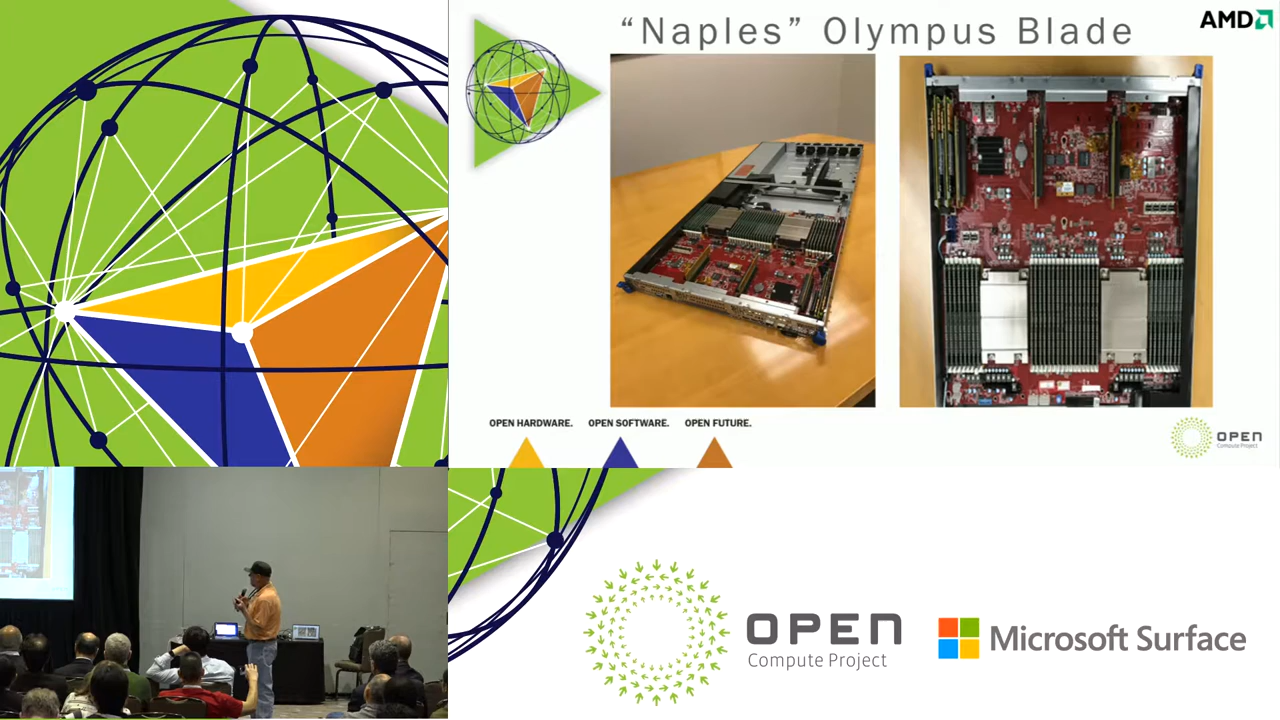 “Naples” Olympus Blade
AMD
OPEN HARDWARE. OPEN SOFTWARE. OPEN FUTURE.
OPEN
Compute Project
OPEN
Compute Project
Microsoft Surface